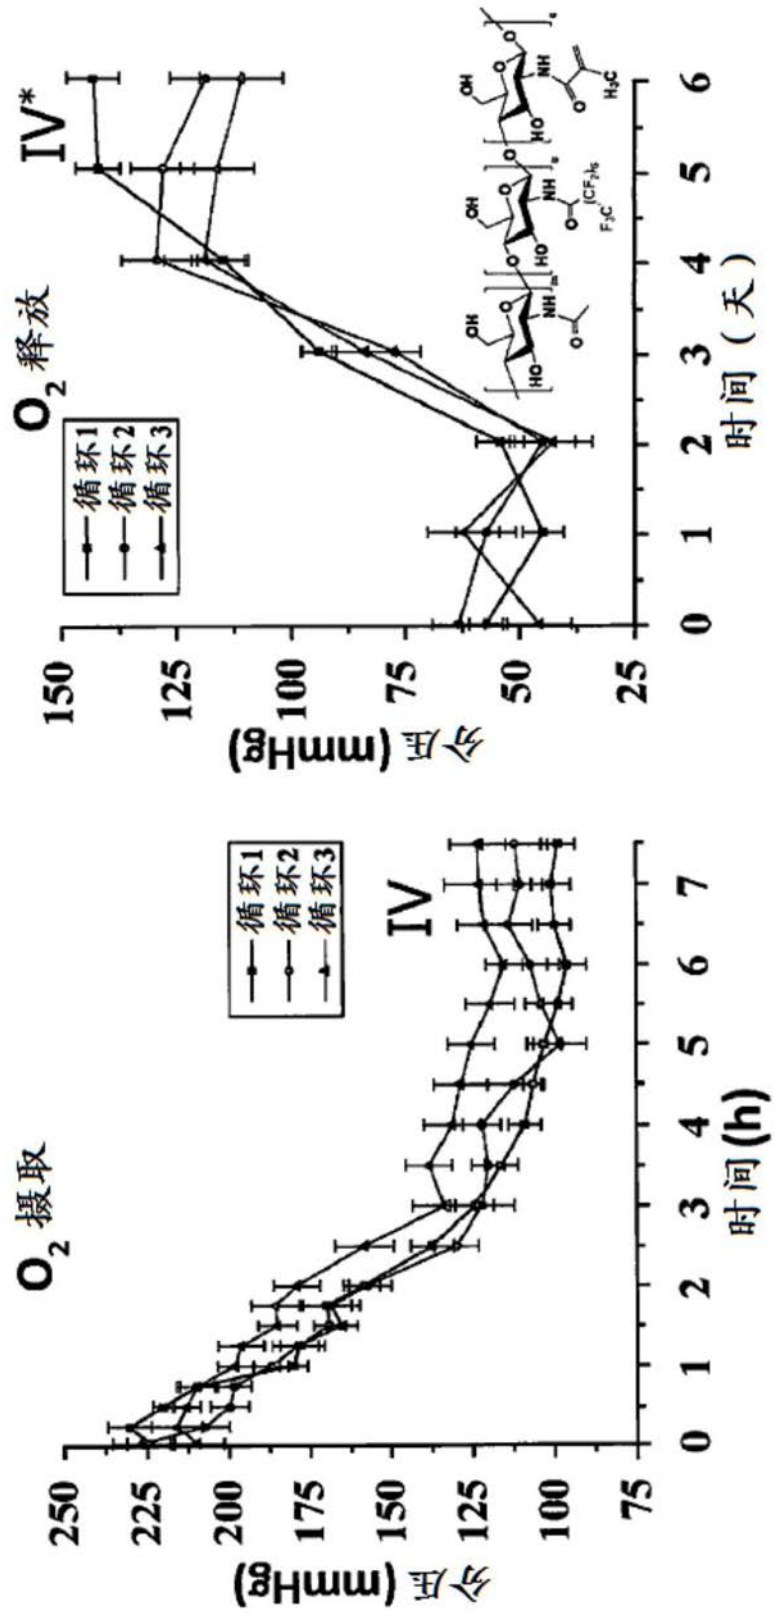 O₂ 摄取
循环1
循环2
循环3
IV
250
225
200
175
150
125
100
75
分压 (mmHg)
0 1 2 3 4 5 6 7
时间 (h)
O₂ 释放
循环1
循环2
循环3
IV*
150
125
100
75
50
25
分压 (mmHg)
0 1 2 3 4 5 6
时间 ( 天 )
OH OH OH
O O O O O O
HO HO HO
NH NH NH
O O O
F₃C H₃C